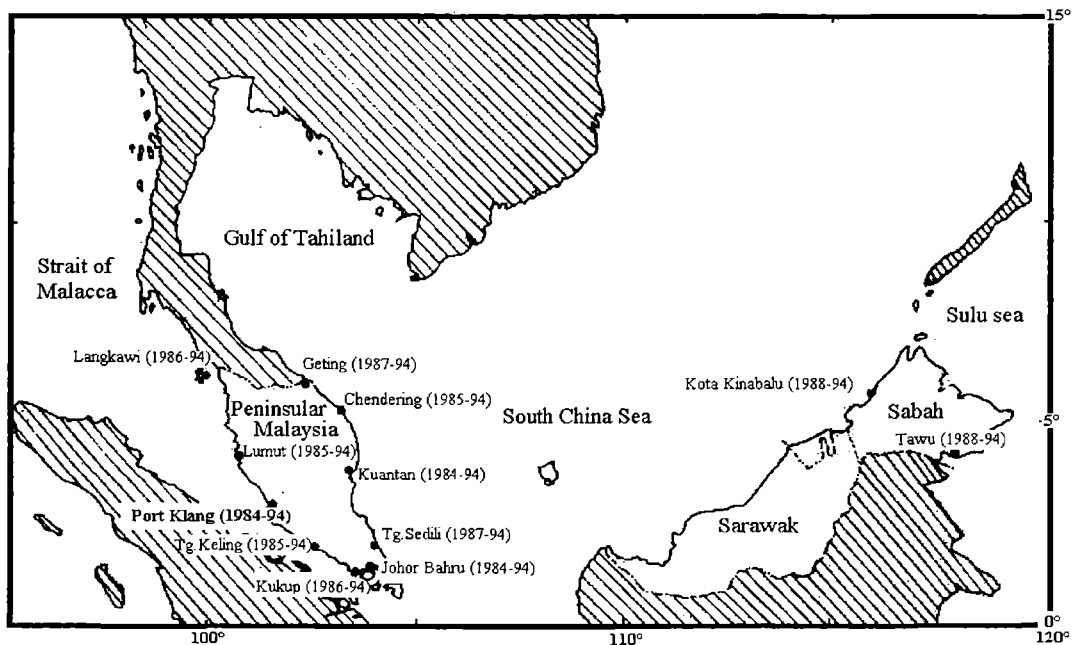 15°
Gulf of Tahiland
Strait of
Malacca
Sulu sea
Langkawi (1986-94)
Geting (1987-94)
Kota Kinabalu (1988-94)
Chendering (1985-94)
Peninsular
Malaysia
South China Sea
Sabah
-5°
Lumut (1985-94)
Tawu (1988-94)
Kuantan (1984-94)
Port Klang (1984-94)
Sarawak
Tg.Sedili (1987-94)
Tg.Keling (1985-94)
Johor Bahru (1984-94)
Kukup (1986-94)
0°
100°
110°
120°